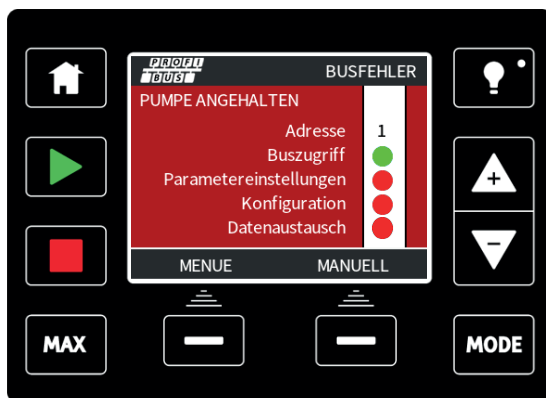 PROFI
BUS
BUSFEHLER
PUMPE ANGEHALTEN
Adresse 1
Buszugriff
Parametereinstellungen
Konfiguration
Datenaustausch
MENUE MANUELL
+
-
MAX
MODE